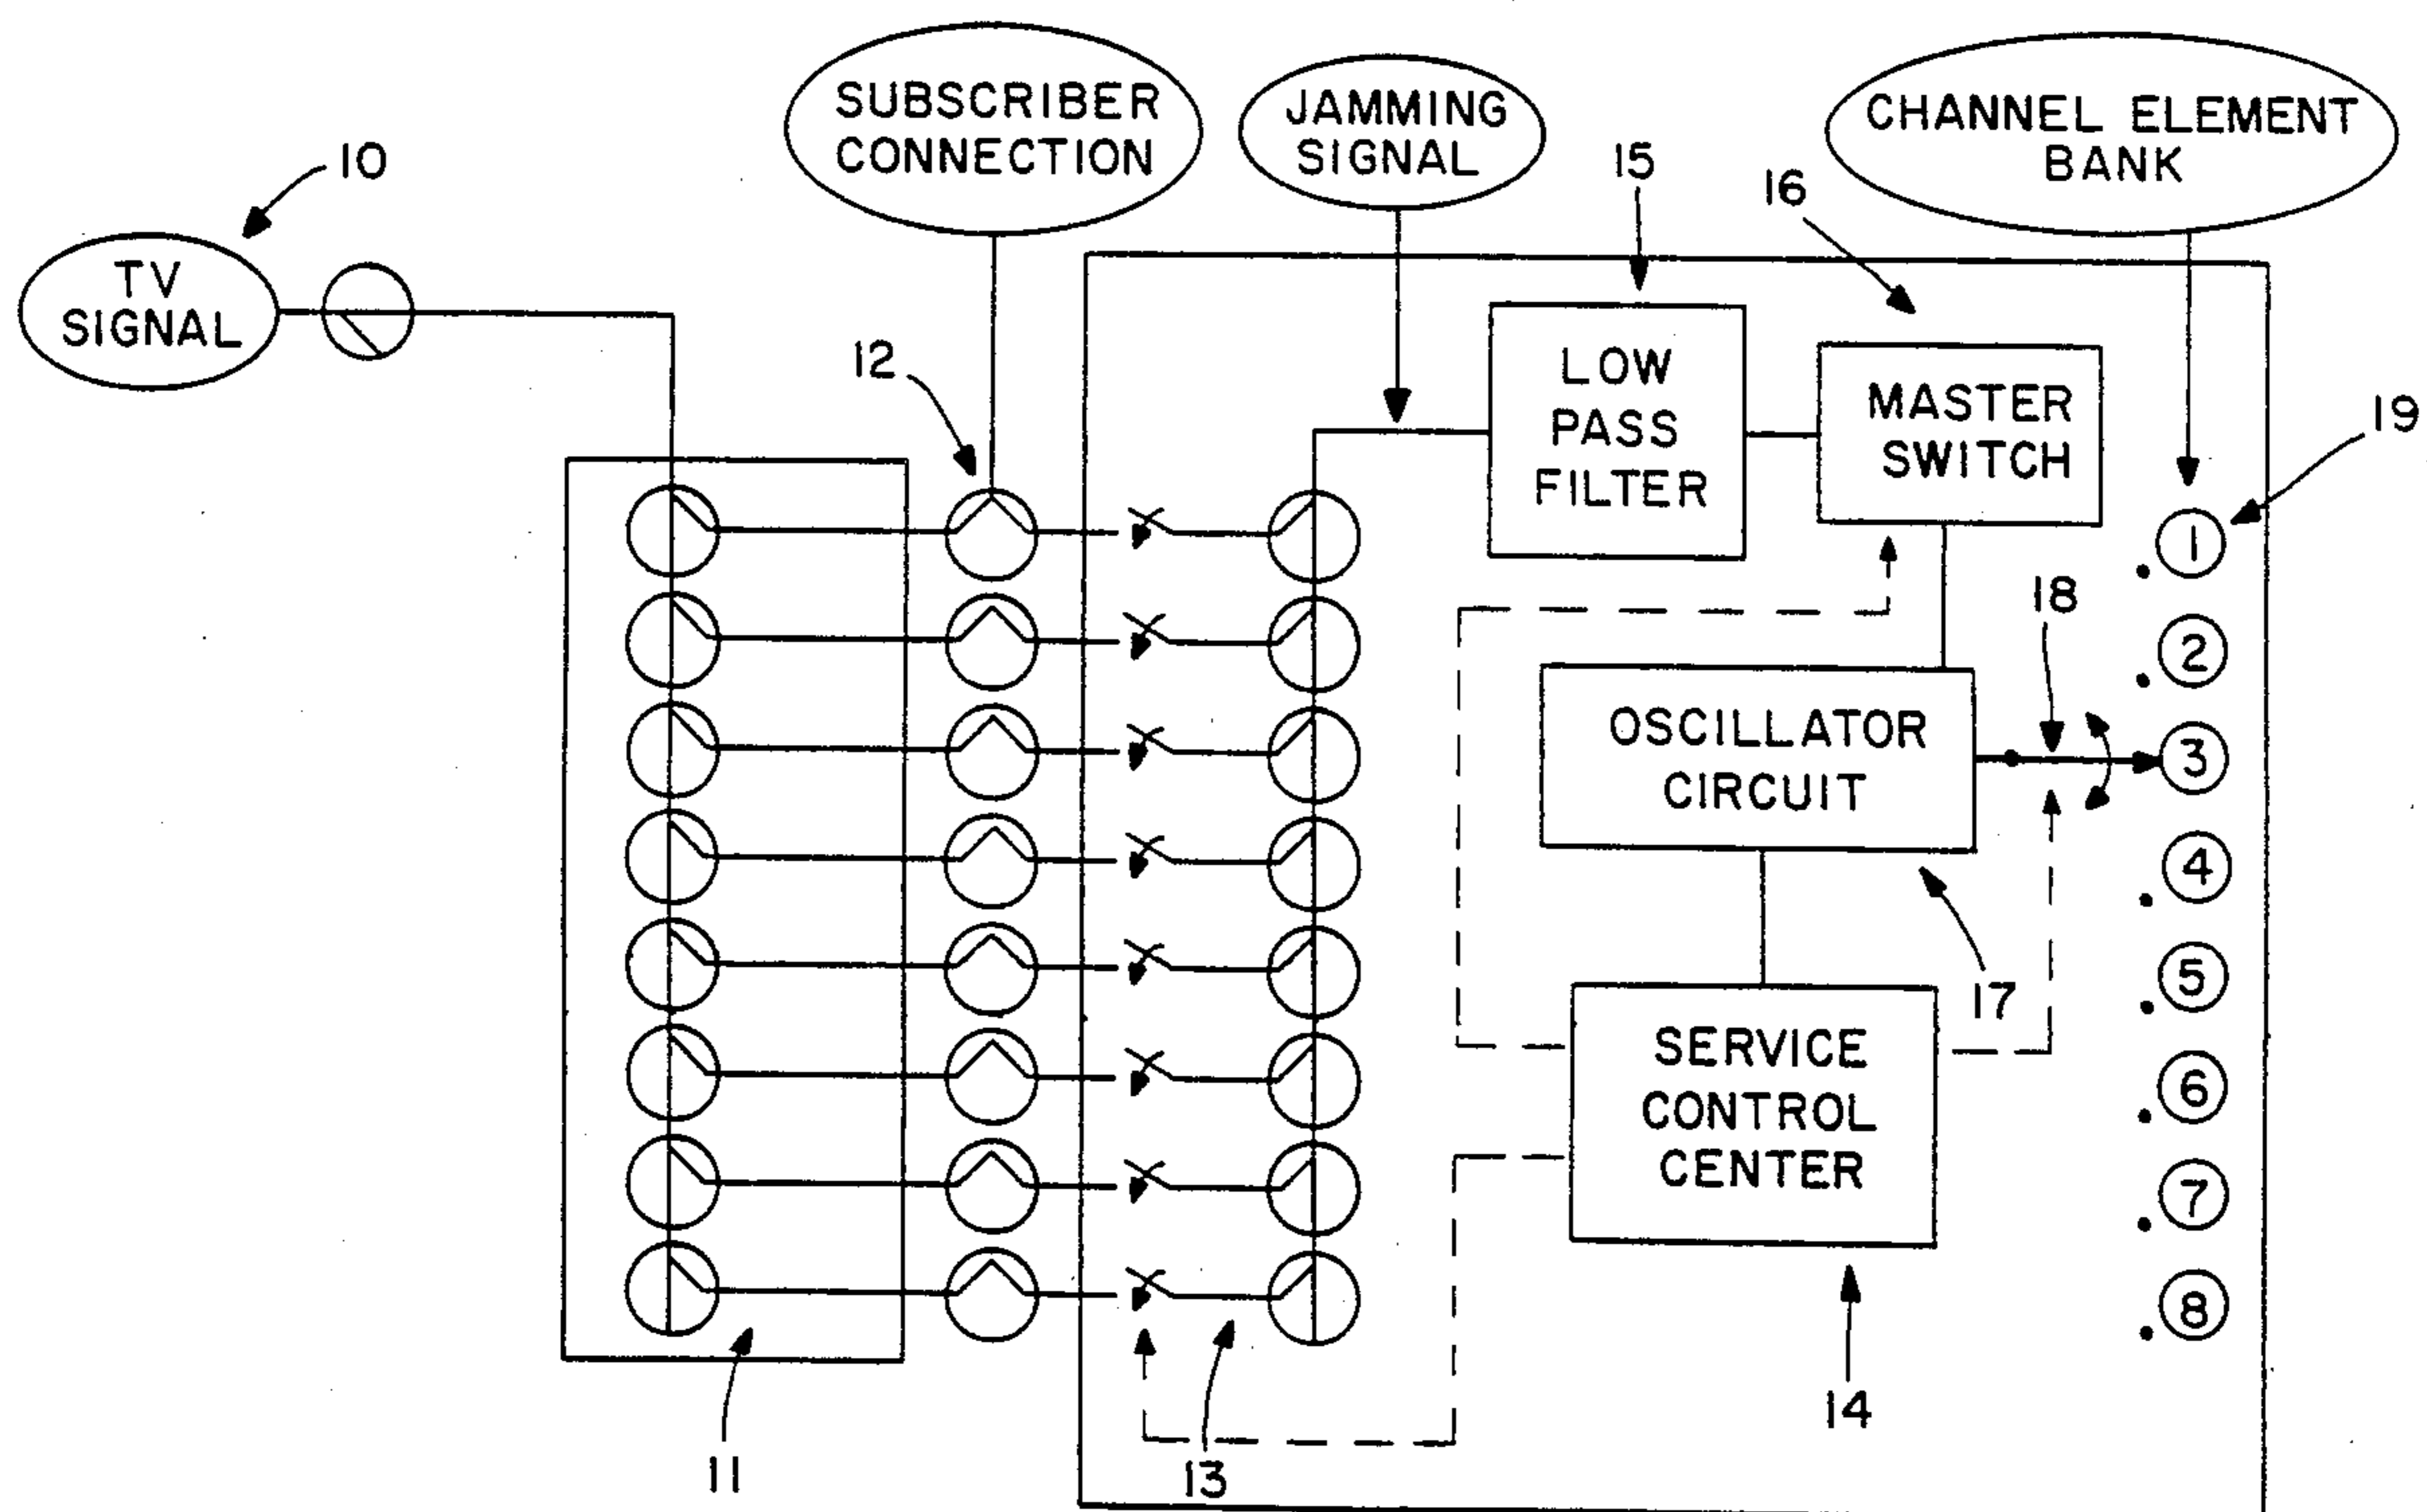 SUBSCRIBER
CONNECTION
JAMMING
SIGNAL
CHANNEL ELEMENT
BANK
10
15
16
TV
SIGNAL
12
LOW
PASS
FILTER
MASTER
SWITCH
19
1
18
2
OSCILLATOR
CIRCUIT
3
4
17
5
SERVICE
CONTROL
CENTER
6
7
8
14
11
13